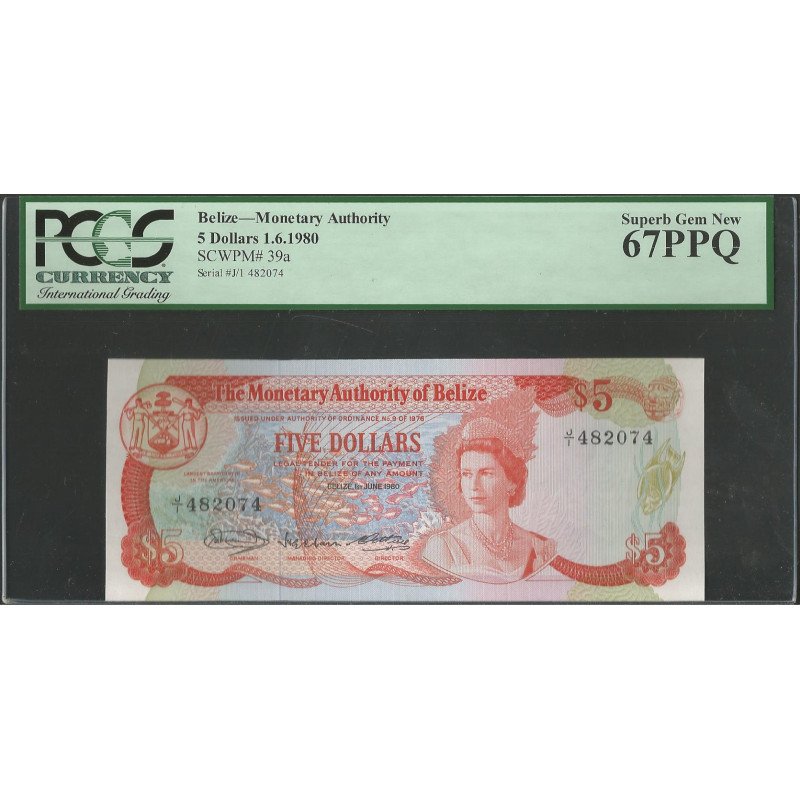 PCGS
CURRENCY
International Grading
Belize—Monetary Authority
5 Dollars 1.6.1980
SCWPM# 39a
Serial #J/1 482074
Superb Gem New
67PPQ
The Monetary Authority of Belize
$5
ISSUED UNDER AUTHORITY OF ORDINANCE No. 9 OF 1976
FIVE DOLLARS
J/1 482074
LEGAL TENDER FOR THE PAYMENT
IN BELIZE OF ANY AMOUNT
BELIZE, 1st JUNE 1980
J/1 482074
$5
CHAIRMAN
MANAGING DIRECTOR
DIRECTOR
$5